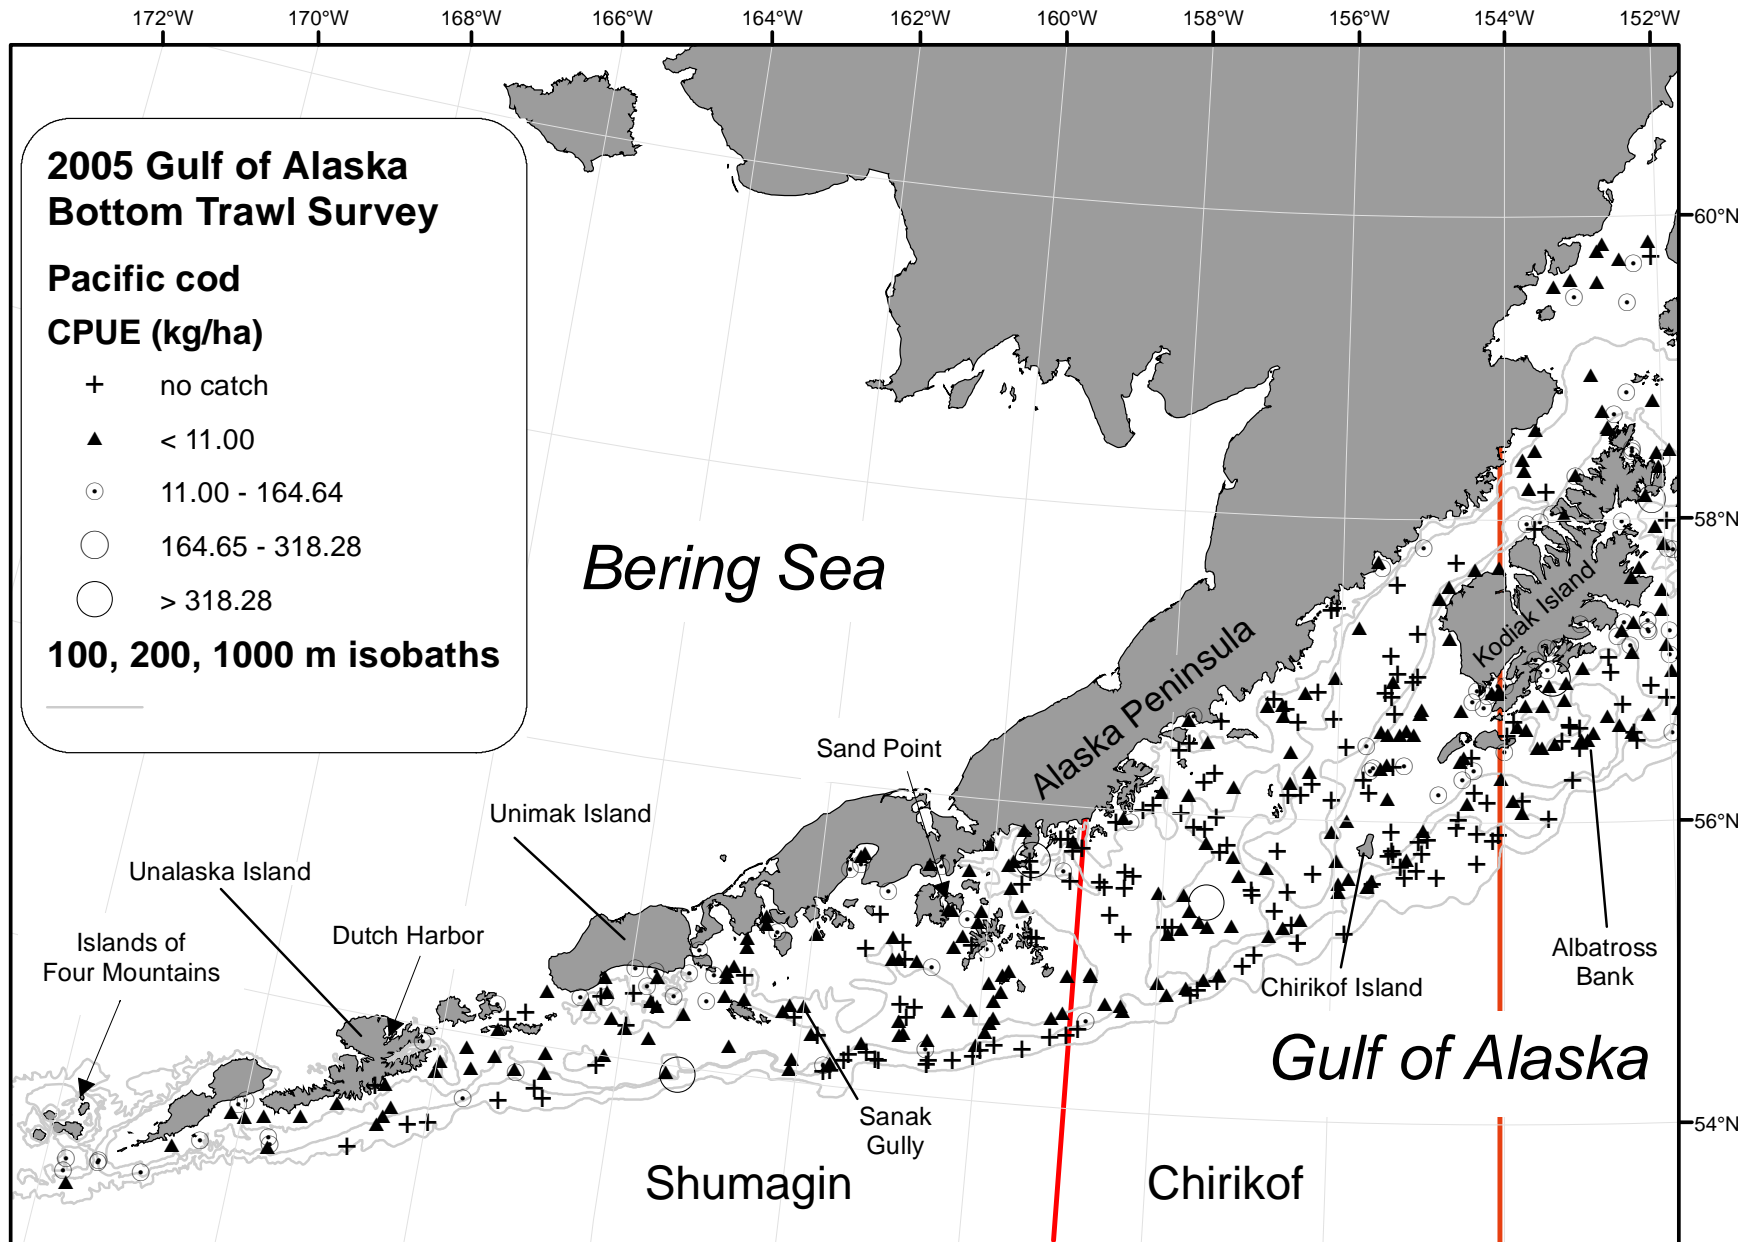 172°W 170°W 168°W 166°W 164°W 162°W 160°W 158°W 156°W 154°W 152°W
2005 Gulf of Alaska
Bottom Trawl Survey
Pacific cod
CPUE (kg/ha)
no catch
< 11.00
11.00 - 164.64
164.65 - 318.28
> 318.28
100, 200, 1000 m isobaths
60°N
58°N
56°N
54°N
Bering Sea
Kodiak Island
Alaska Peninsula
Sand Point
Unimak Island
Unalaska Island
Dutch Harbor
Islands of
Four Mountains
Albatross
Bank
Chirikof Island
Gulf of Alaska
Sanak
Gully
Shumagin
Chirikof